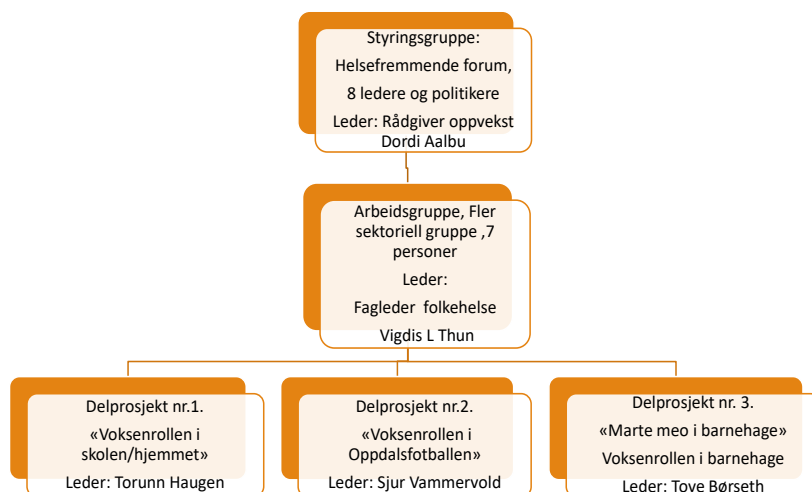 Styringsgruppe:
Helsefremmende forum,
8 ledere og politikere
Leder: Rådgiver oppvekst
Dordi Aalbu
Arbeidsgruppe, Fler
sektoriell gruppe ,7
personer
Leder:
Fagleder folkehelse
Vigdis L Thun
Delprosjekt nr.1.
«Voksenrollen i
skolen/hjemmet»
Leder: Torunn Haugen
Delprosjekt nr.2.
«Voksenrollen i
Oppdalsfotballen»
Leder: Sjur Vammervold
Delprosjekt nr. 3.
«Marte meo i barnehage»
Voksenrollen i barnehage
Leder: Tove Børseth